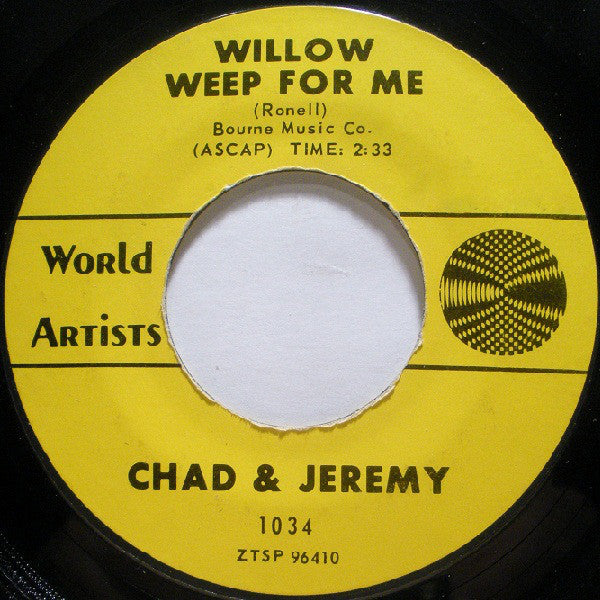 WILLOW
WEEP FOR ME
(Ronell)
Bourne Music Co.
(ASCAP) TIME: 2:33
World
Artists
CHAD & JEREMY
1034
ZTSP 96410